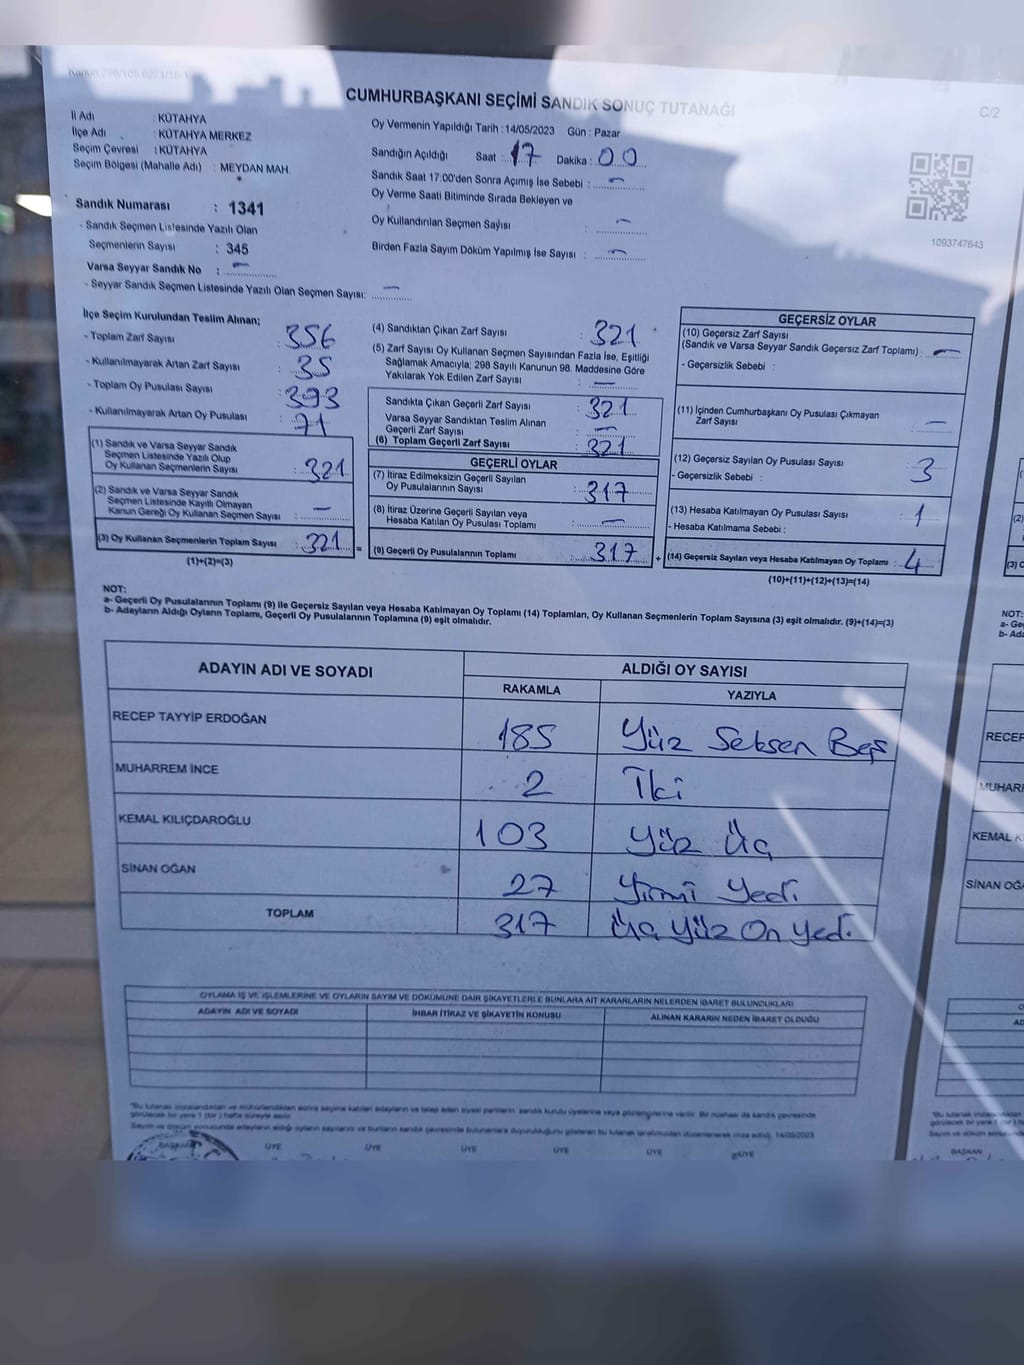 Kanun 298/105
CUMHURBAŞKANI SEÇİMİ SANDIK SONUÇ TUTANAĞI
C/2
İl Adı : KÜTAHYA
İlçe Adı : KÜTAHYA MERKEZ
Seçim Çevresi : KÜTAHYA
Seçim Bölgesi (Mahalle Adı) : MEYDAN MAH.
Sandık Numarası : 1341
- Sandık Seçmen Listesinde Yazılı Olan
Seçmenlerin Sayısı : 345
Varsa Seyyar Sandık No : —
- Seyyar Sandık Seçmen Listesinde Yazılı Olan Seçmen Sayısı: —
Oy Vermenin Yapıldığı Tarih : 14/05/2023 Gün : Pazar
Sandığın Açıldığı Saat : 17 Dakika : 00
Sandık Saat 17:00'den Sonra Açımış İse Sebebi : —
Oy Verme Saati Bitiminde Sırada Bekleyen ve
Oy Kullandırılan Seçmen Sayısı : —
Birden Fazla Sayım Döküm Yapılmış İse Sayısı : —
1093747643
İlçe Seçim Kurulundan Teslim Alınan;
- Toplam Zarf Sayısı : 356
- Kullanılmayarak Artan Zarf Sayısı : 35
- Toplam Oy Pusulası Sayısı : 393
- Kullanılmayarak Artan Oy Pusulası : 71
(1) Sandık ve Varsa Seyyar Sandık
Seçmen Listesinde Yazılı Olup
Oy Kullanan Seçmenlerin Sayısı : 321
(2) Sandık ve Varsa Seyyar Sandık
Seçmen Listesinde Kayıtlı Olmayan
Kanun Gereği Oy Kullanan Seçmen Sayısı : —
(3) Oy Kullanan Seçmenlerin Toplam Sayısı : 321 =
(1)+(2)=(3)
(4) Sandıktan Çıkan Zarf Sayısı : 321
(5) Zarf Sayısı Oy Kullanan Seçmen Sayısından Fazla İse, Eşitliği
Sağlamak Amacıyla; 298 Sayılı Kanunun 98. Maddesine Göre
Yakılarak Yok Edilen Zarf Sayısı : —
Sandıkta Çıkan Geçerli Zarf Sayısı : 321
Varsa Seyyar Sandıktan Teslim Alınan
Geçerli Zarf Sayısı : —
(6) Toplam Geçerli Zarf Sayısı : 321
GEÇERLİ OYLAR
(7) İtiraz Edilmeksizin Geçerli Sayılan
Oy Pusulalarının Sayısı : 317
(8) İtiraz Üzerine Geçerli Sayılan veya
Hesaba Katılan Oy Pusulası Toplamı : —
(9) Geçerli Oy Pusulalarının Toplamı : 317 +
GEÇERSİZ OYLAR
(10) Geçersiz Zarf Sayısı
(Sandık ve Varsa Seyyar Sandık Geçersiz Zarf Toplamı) : —
- Geçersizlik Sebebi :
(11) İçinden Cumhurbaşkanı Oy Pusulası Çıkmayan
Zarf Sayısı : —
(12) Geçersiz Sayılan Oy Pusulası Sayısı : 3
- Geçersizlik Sebebi :
(13) Hesaba Katılmayan Oy Pusulası Sayısı : 1
- Hesaba Katılmama Sebebi :
(14) Geçersiz Sayılan veya Hesaba Katılmayan Oy Toplamı : 4
(10)+(11)+(12)+(13)=(14)
NOT:
a- Geçerli Oy Pusulalarının Toplamı (9) ile Geçersiz Sayılan veya Hesaba Katılmayan Oy Toplamı (14) Toplamları, Oy Kullanan Seçmenlerin Toplam Sayısına (3) eşit olmalıdır. (9)+(14)=(3)
b- Adayların Aldığı Oyların Toplamı, Geçerli Oy Pusulalarının Toplamına (9) eşit olmalıdır.
ADAYIN ADI VE SOYADI ALDIĞI OY SAYISI
RAKAMLA YAZIYLA
RECEP TAYYİP ERDOĞAN 185 Yüz Seksen Beş
MUHARREM İNCE 2 İki
KEMAL KILIÇDAROĞLU 103 Yüz Üç
SİNAN OĞAN 27 Yirmi Yedi
TOPLAM 317 Üç Yüz On Yedi
OYLAMA İŞ VE İŞLEMLERİNE VE OYLARIN SAYIM VE DÖKÜMÜNE DAİR ŞİKAYETLERLE BUNLARA AİT KARARLARIN NELERDEN İBARET BULUNDUKLARI
ADAYIN ADI VE SOYADI İHBAR İTİRAZ VE ŞİKAYETİN KONUSU ALINAN KARARIN NEDEN İBARET OLDUĞU
BAŞKAN ÜYE ÜYE ÜYE ÜYE ÜYE ÜYE
NOT:
RECEP
MUHARR
KEMAL K
SİNAN OĞA
BAŞKAN